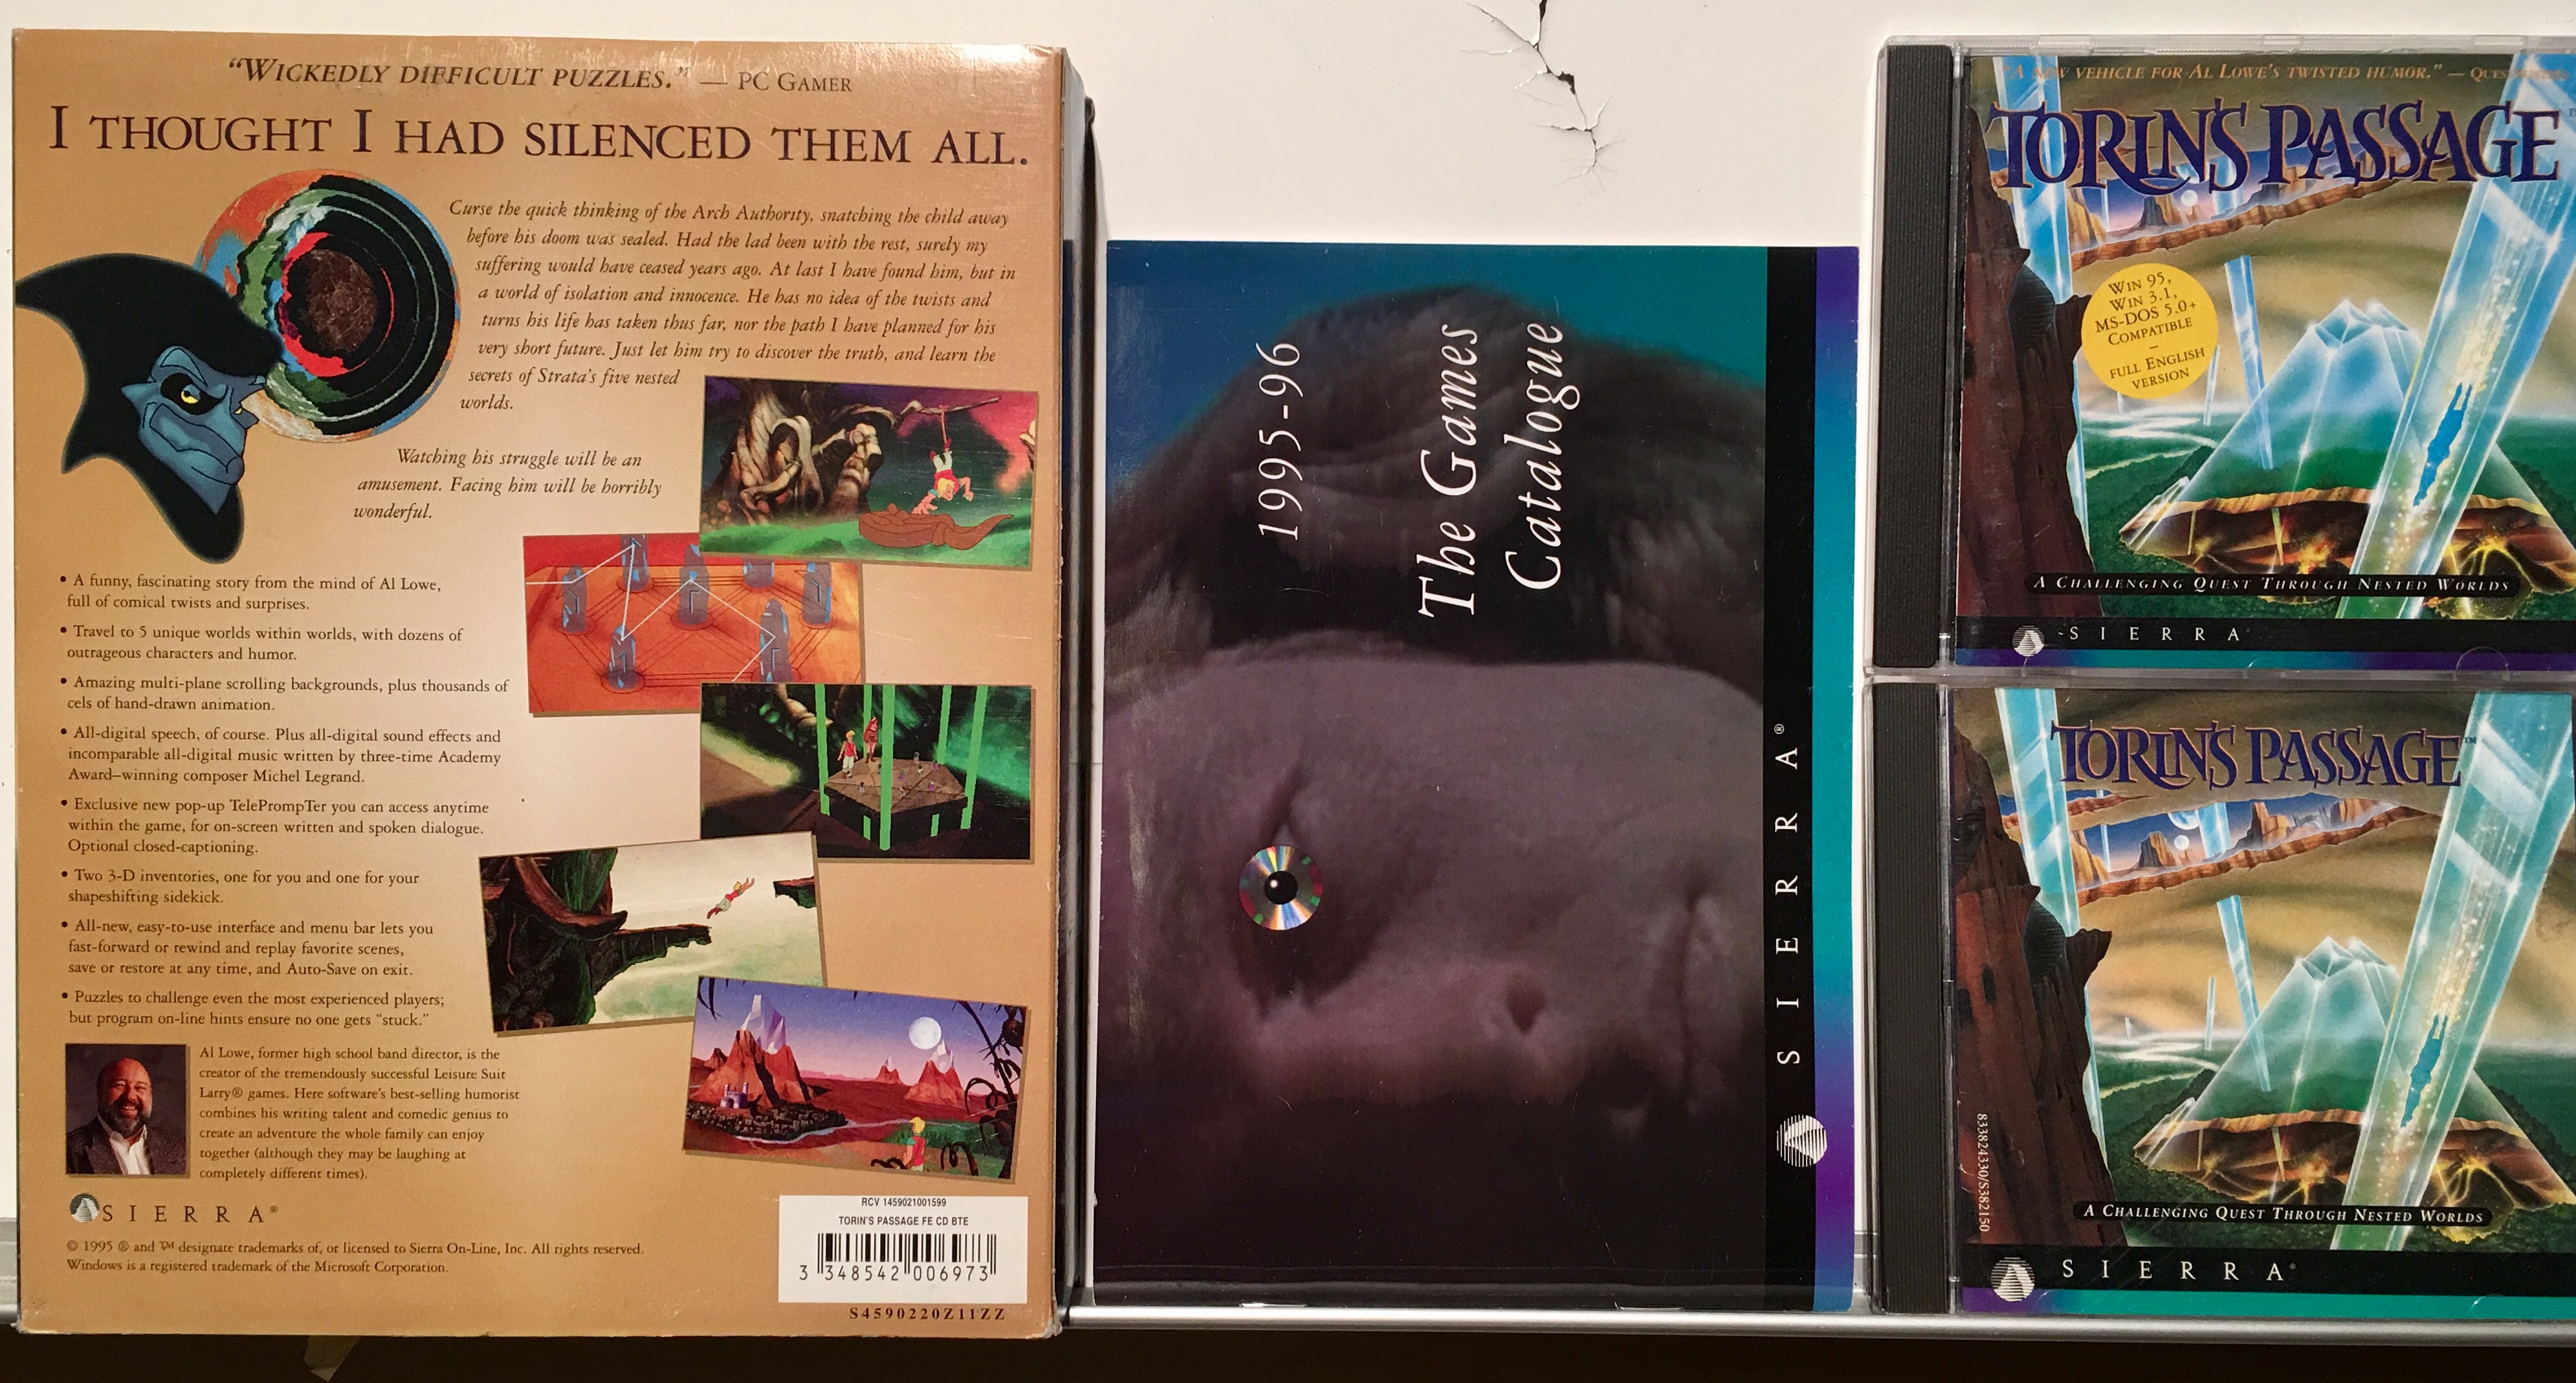 “WICKEDLY DIFFICULT PUZZLES.” — PC GAMER
I THOUGHT I HAD SILENCED THEM ALL.
Curse the quick thinking of the Arch Authority, snatching the child away
before his doom was sealed. Had the lad been with the rest, surely my
suffering would have ceased years ago. At last I have found him, but in
a world of isolation and innocence. He has no idea of the twists and
turns his life has taken thus far, nor the path I have planned for his
very short future. Just let him try to discover the truth, and learn the
secrets of Strata's five nested
worlds.
Watching his struggle will be an
amusement. Facing him will be horribly
wonderful.
• A funny, fascinating story from the mind of Al Lowe,
full of comical twists and surprises.
• Travel to 5 unique worlds within worlds, with dozens of
outrageous characters and humor.
• Amazing multi-plane scrolling backgrounds, plus thousands of
cels of hand-drawn animation.
• All-digital speech, of course. Plus all-digital sound effects and
incomparable all-digital music written by three-time Academy
Award–winning composer Michel Legrand.
• Exclusive new pop-up TelePrompTer you can access anytime
within the game, for on-screen written and spoken dialogue.
Optional closed-captioning.
• Two 3-D inventories, one for you and one for your
shapeshifting sidekick.
• All-new, easy-to-use interface and menu bar lets you
fast-forward or rewind and replay favorite scenes,
save or restore at any time, and Auto-Save on exit.
• Puzzles to challenge even the most experienced players;
but program on-line hints ensure no one gets “stuck.”
Al Lowe, former high school band director, is the
creator of the tremendously successful Leisure Suit
Larry® games. Here software's best-selling humorist
combines his writing talent and comedic genius to
create an adventure the whole family can enjoy
together (although they may be laughing at
completely different times).
SIERRA®
© 1995 ® and ™ designate trademarks of, or licensed to Sierra On-Line, Inc. All rights reserved.
Windows is a registered trademark of the Microsoft Corporation.
RCV 1459021001599
TORIN'S PASSAGE FE CD BTE
3 348542 006973
S4590220Z11ZZ
1995-96
The Games
Catalogue
SIERRA®
“A NEW VEHICLE FOR AL LOWE'S TWISTED HUMOR.” —
TORIN'S PASSAGE
WIN 95,
WIN 3.1,
MS-DOS 5.0+
COMPATIBLE
–
FULL ENGLISH
VERSION
A CHALLENGING QUEST THROUGH NESTED WORLDS
SIERRA
TORIN'S PASSAGE™
833824330/S382150
A CHALLENGING QUEST THROUGH NESTED WORLDS
SIERRA®